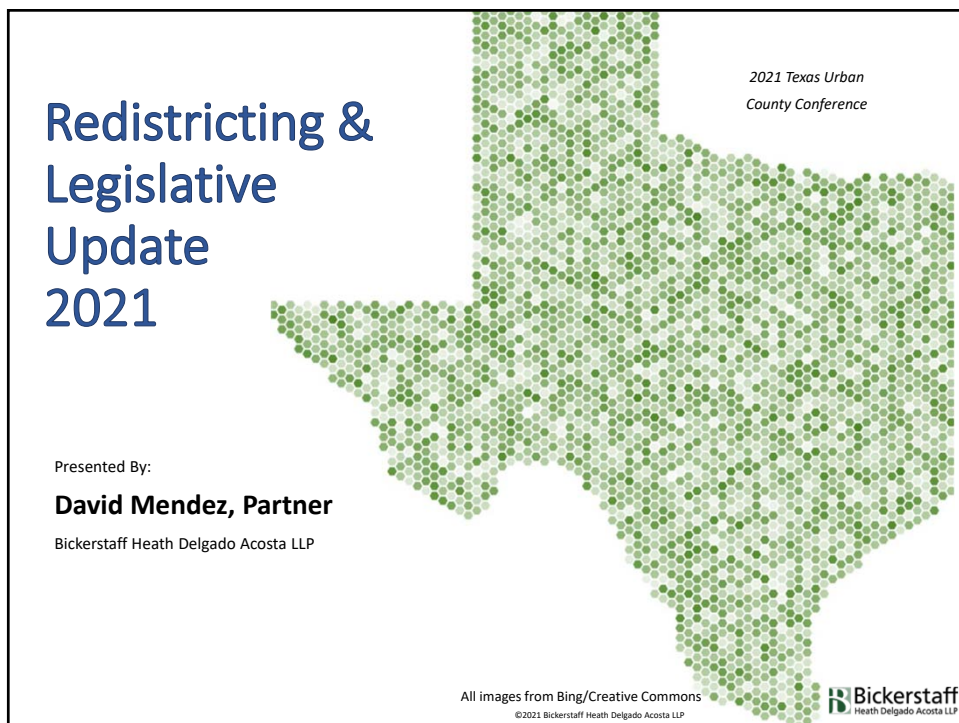 2021 Texas Urban
County Conference
Redistricting &
Legislative
Update
2021
Presented By:
David Mendez, Partner
Bickerstaff Heath Delgado Acosta LLP
All images from Bing/Creative Commons
©2021 Bickerstaff Heath Delgado Acosta LLP
Bickerstaff
Heath Delgado Acosta LLP